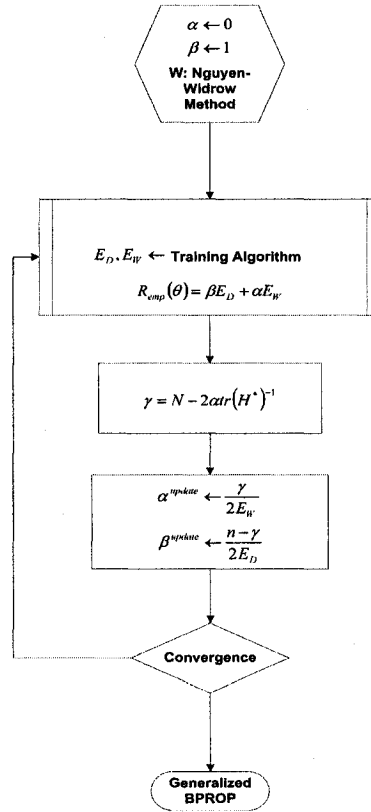 α ← 0
β ← 1
W: Nguyen-
Widrow
Method
E_D, E_W ← Training Algorithm
R_emp(θ) = βE_D + αE_W
γ = N − 2αtr(H*)⁻¹
α^update ← γ/2E_W
β^update ← n−γ/2E_D
Convergence
Generalized
BPROP